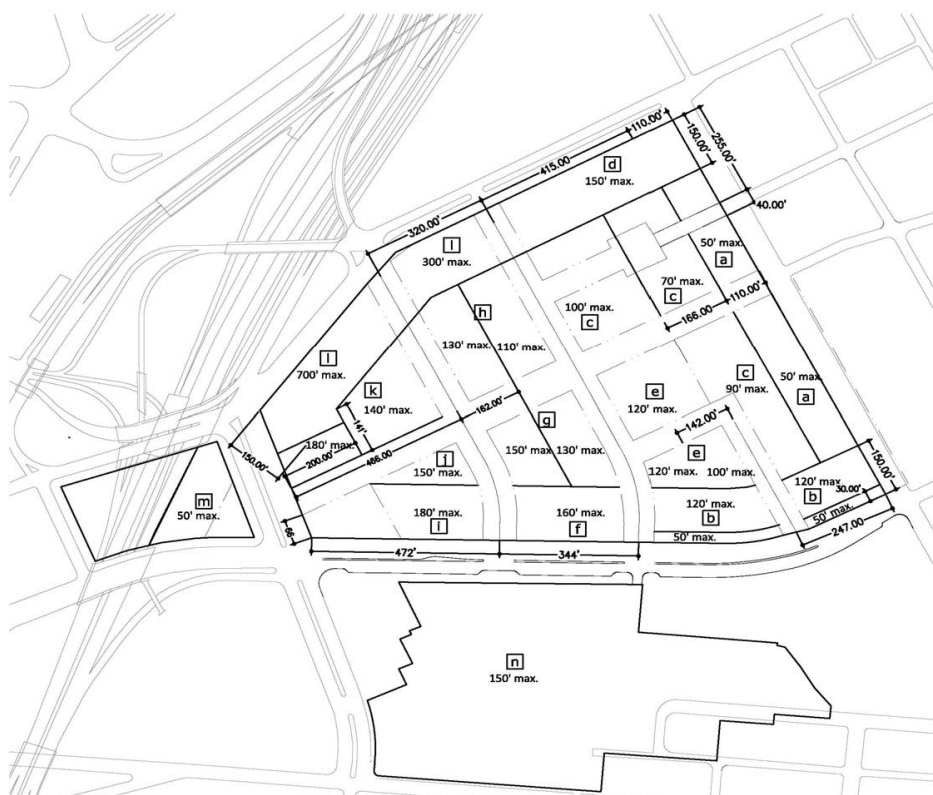 110.00'
150.00'
255.00'
415.00
d
150' max.
320.00'
40.00'
l
300' max.
50' max.
a
70' max.
c
110.00'
166.00
100' max.
c
h
130' max.
110' max.
l
700' max.
c
90' max.
50' max.
a
k
140' max.
e
120' max.
162.00'
141'
g
142.00'
180' max.
150.00'
200.00'
466.00
150' max.
130' max.
e
120' max.
100' max.
j
150' max.
150.00'
120' max.
b
30.00'
50' max.
m
50' max.
120' max.
b
180' max.
i
160' max.
f
50' max.
247.00
66
472'
344'
n
150' max.